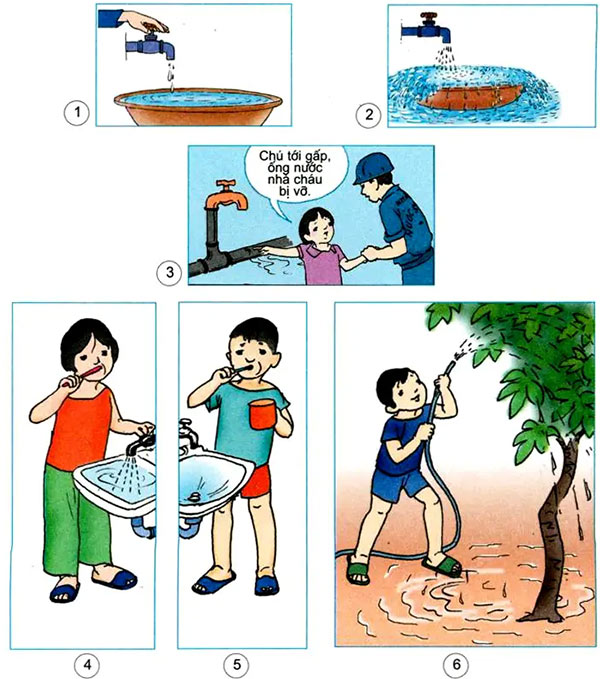 1
2
Chú tới gấp,
ống nước
nhà cháu
bị vỡ.
3
4
5
6